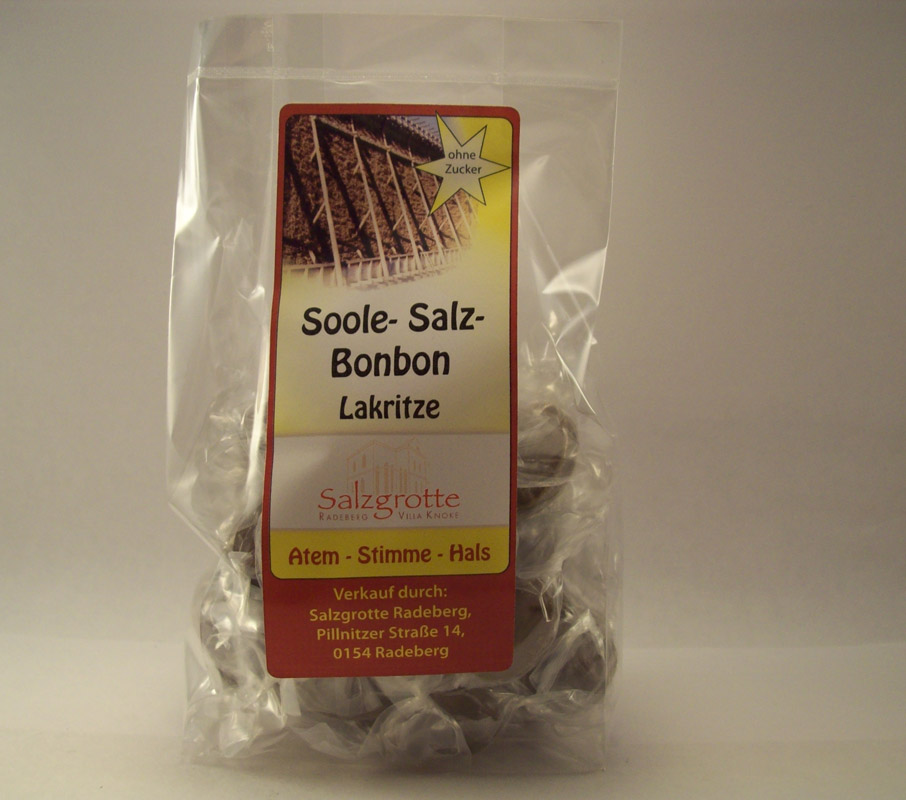 ohne
Zucker
Soole- Salz-
Bonbon
Lakritze
Salzgrotte
Radeberg Villa Knoke
Atem - Stimme - Hals
Verkauf durch:
Salzgrotte Radeberg,
Pillnitzer Straße 14,
0154 Radeberg